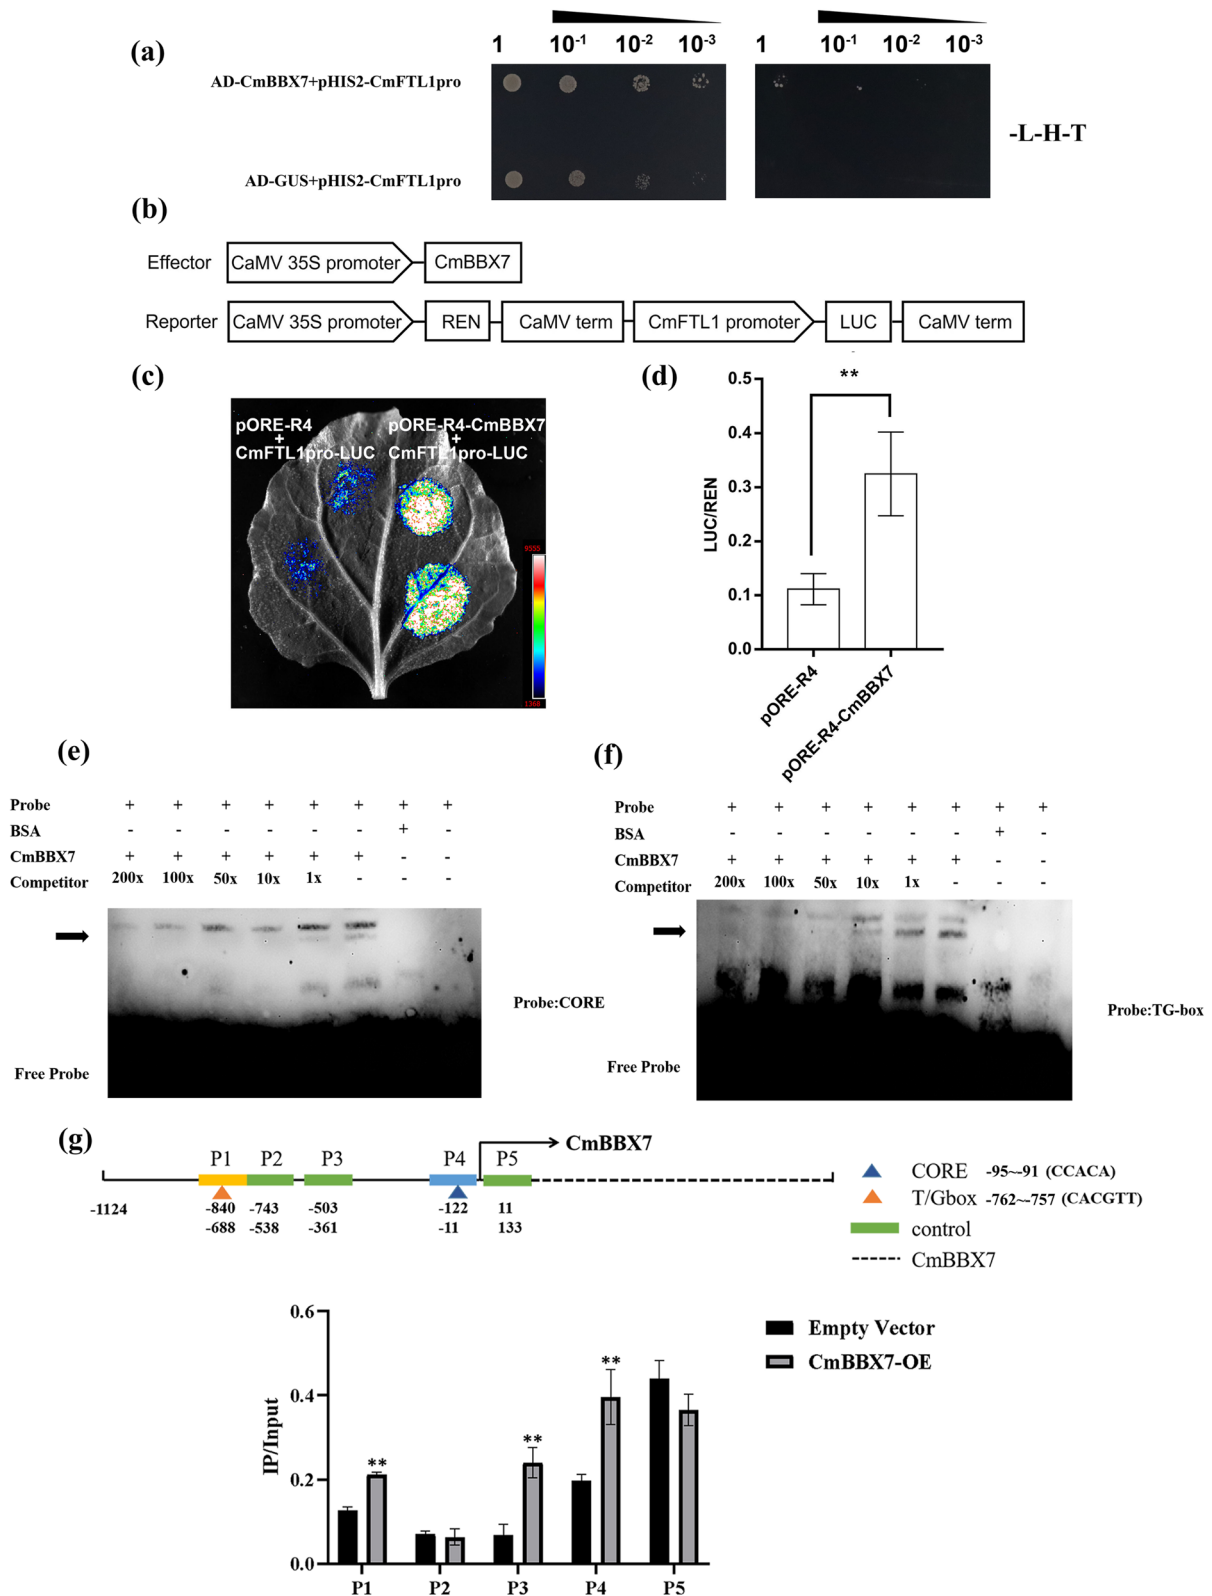 (a)
1 10-1 10-2 10-3 1 10-1 10-2 10-3
AD-CmBBX7+pHIS2-CmFTL1pro
-L-H-T
AD-GUS+pHIS2-CmFTL1pro
(b)
Effector CaMV 35S promoter CmBBX7
Reporter CaMV 35S promoter REN CaMV term CmFTL1 promoter LUC CaMV term
(c)
pORE-R4 pORE-R4-CmBBX7
+ +
CmFTL1pro-LUC CmFTL1pro-LUC
9555
1368
(d)
**
0.5
0.4
0.3
0.2
0.1
0.0
LUC/REN
pORE-R4
pORE-R4-CmBBX7
(e)
Probe + + + + + + + +
BSA - - - - - - + -
CmBBX7 + + + + + + - -
Competitor 200x 100x 50x 10x 1x - - -
Probe:CORE
Free Probe
(f)
Probe + + + + + + + +
BSA - - - - - - + -
CmBBX7 + + + + + + - -
Competitor 200x 100x 50x 10x 1x - - -
Probe:TG-box
Free Probe
(g)
CmBBX7
P1 P2 P3 P4 P5
-1124 -840 -743 -503 -122 11
-688 -538 -361 -11 133
CORE -95~-91 (CCACA)
T/Gbox -762~-757 (CACGTT)
control
CmBBX7
0.6
0.4
0.2
0.0
IP/Input
** ** **
P1 P2 P3 P4 P5
Empty Vector
CmBBX7-OE